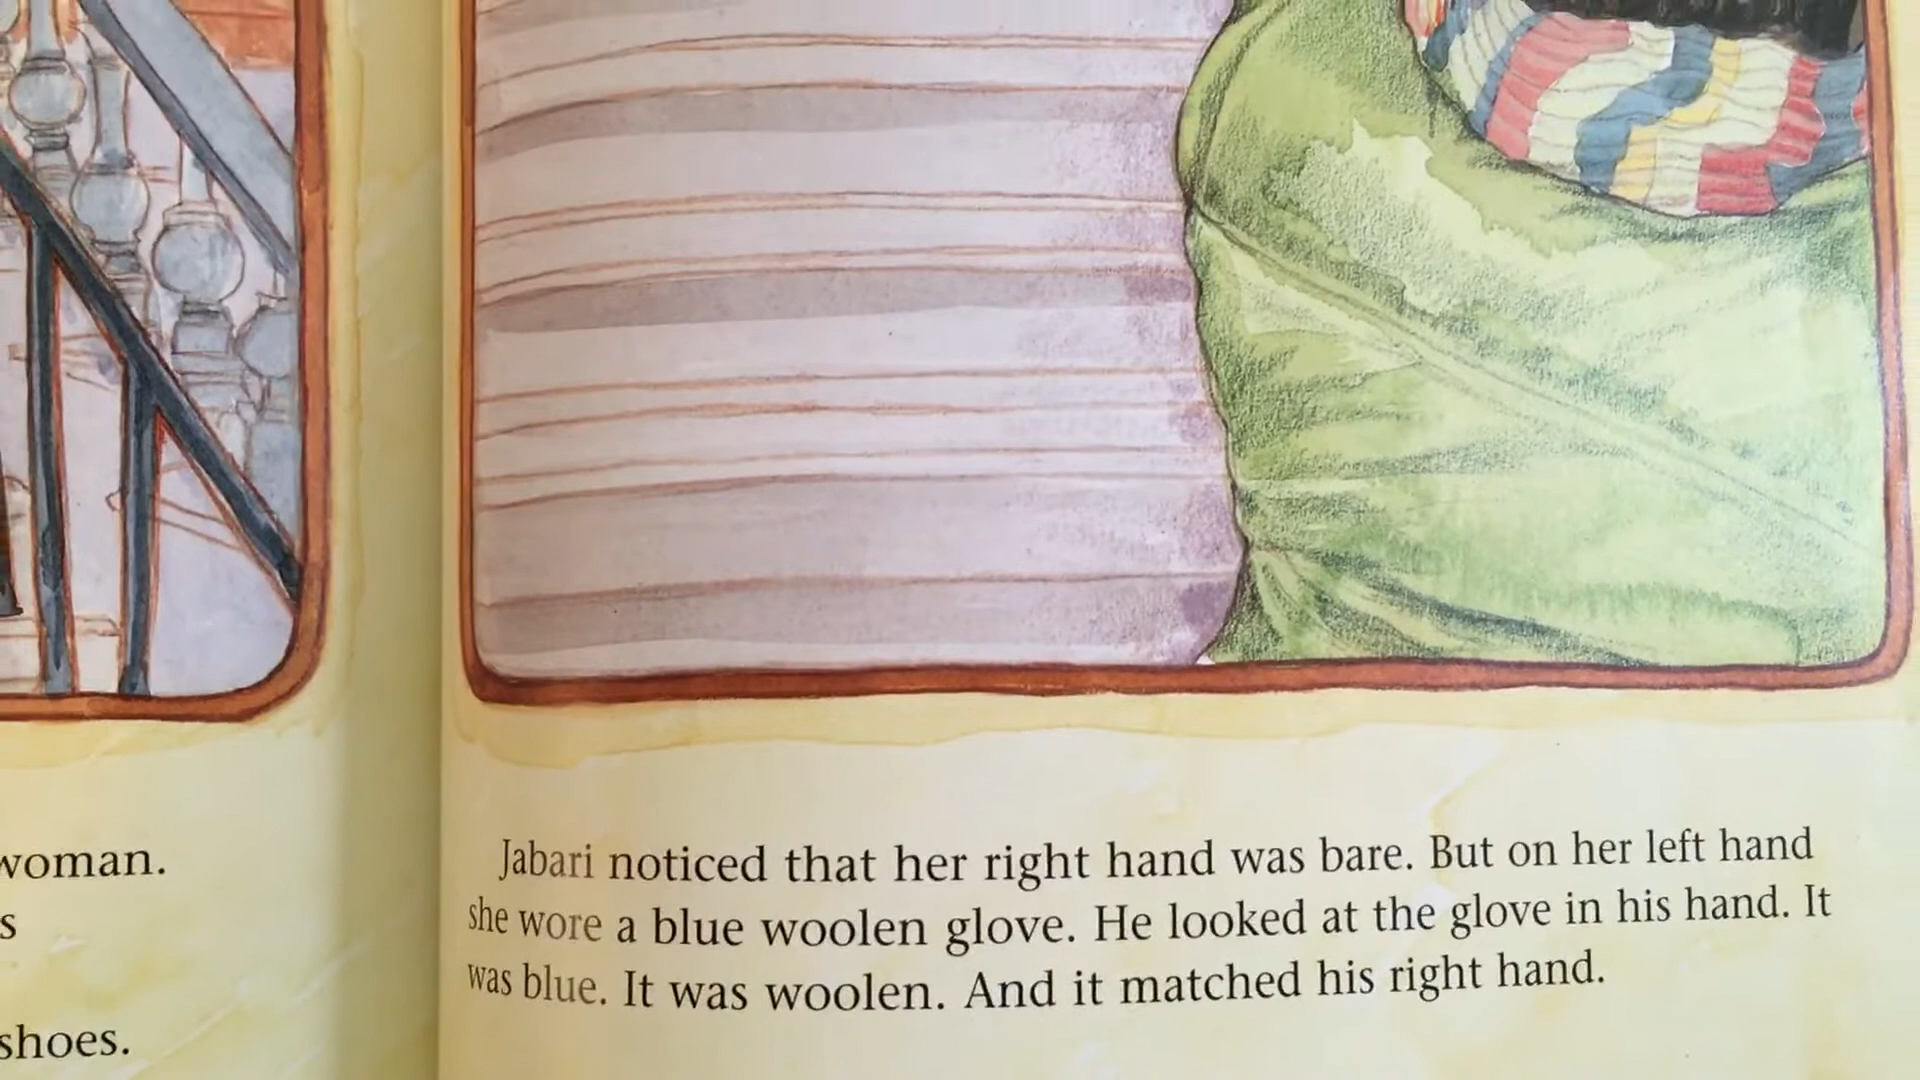 woman.
s
shoes.
Jabari noticed that her right hand was bare. But on her left hand
she wore a blue woolen glove. He looked at the glove in his hand. It
was blue. It was woolen. And it matched his right hand.